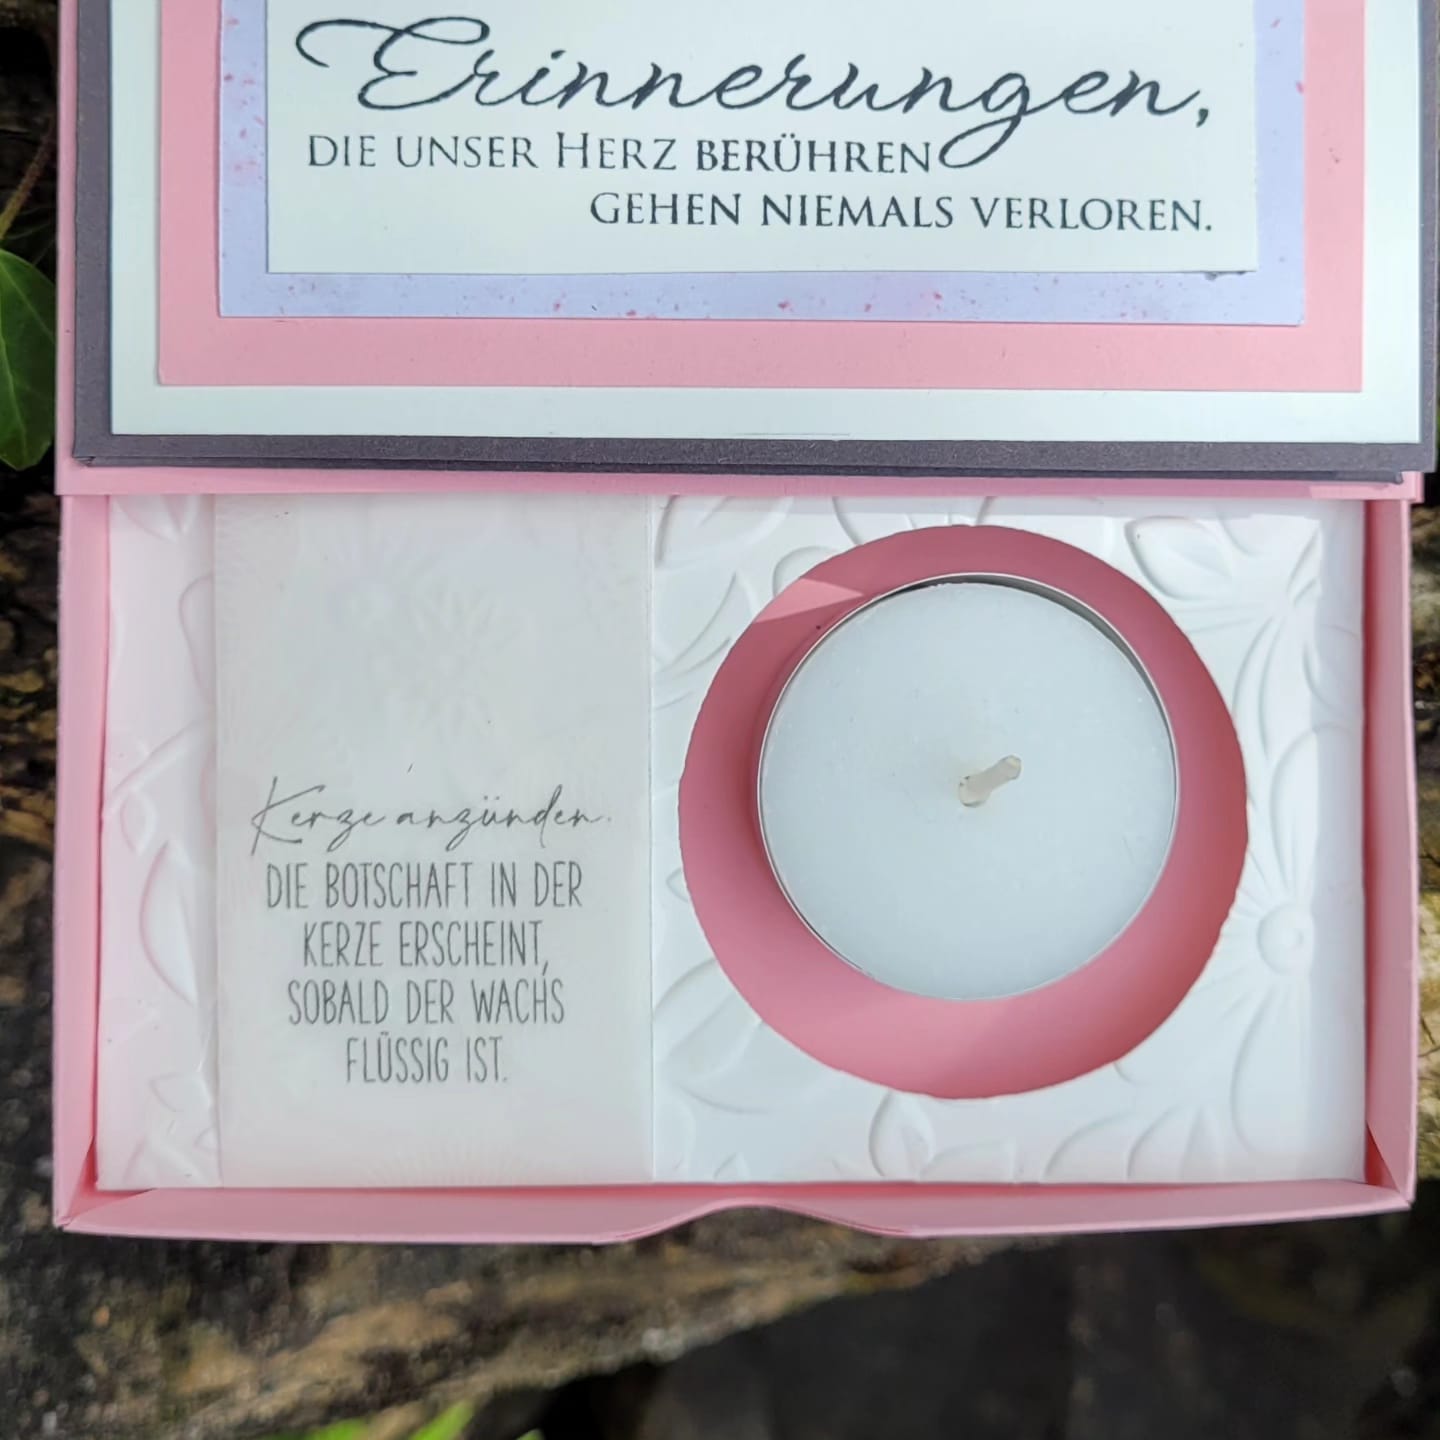 Erinnerungen,
DIE UNSER HERZ BERÜHREN
GEHEN NIEMALS VERLOREN.
Kerze anzünden.
DIE BOTSCHAFT IN DER
KERZE ERSCHEINT,
SOBALD DER WACHS
FLÜSSIG IST.